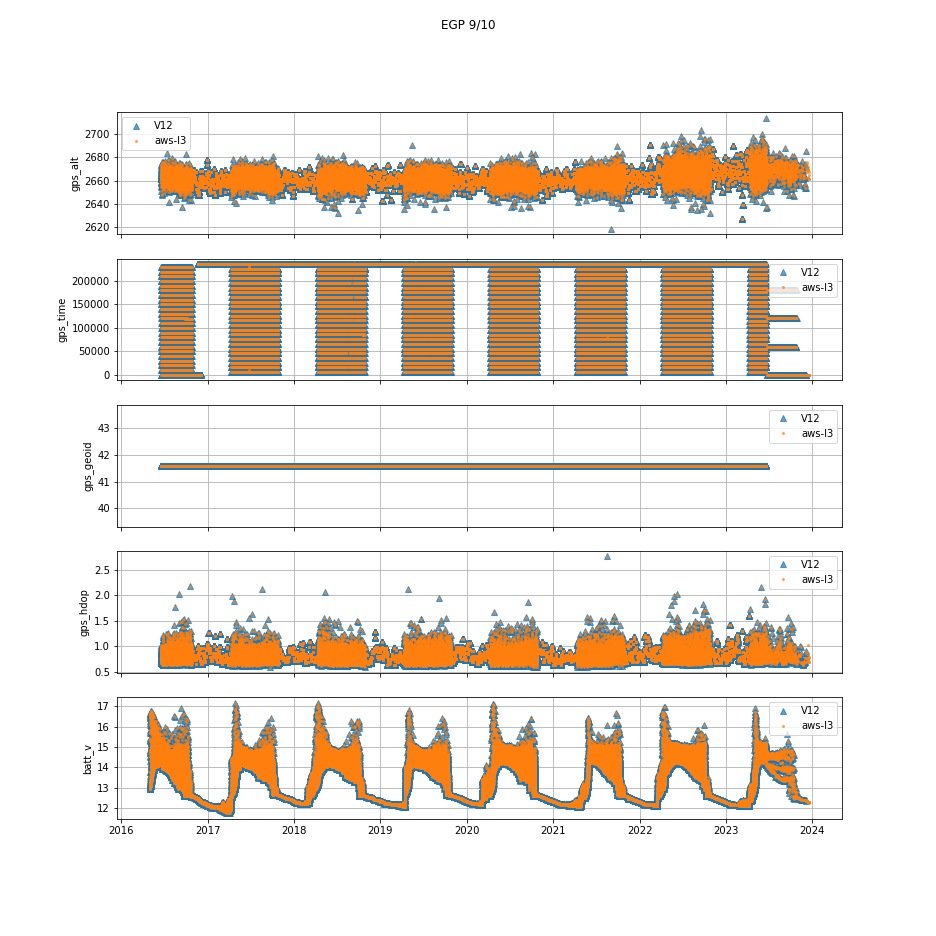 EGP 9/10
gps_alt
2700
2680
2660
2640
2620
V12
aws-l3
gps_time
200000
150000
100000
50000
0
V12
aws-l3
gps_geoid
43
42
41
40
V12
aws-l3
gps_hdop
2.5
2.0
1.5
1.0
0.5
V12
aws-l3
batt_v
17
16
15
14
13
12
V12
aws-l3
2016 2017 2018 2019 2020 2021 2022 2023 2024